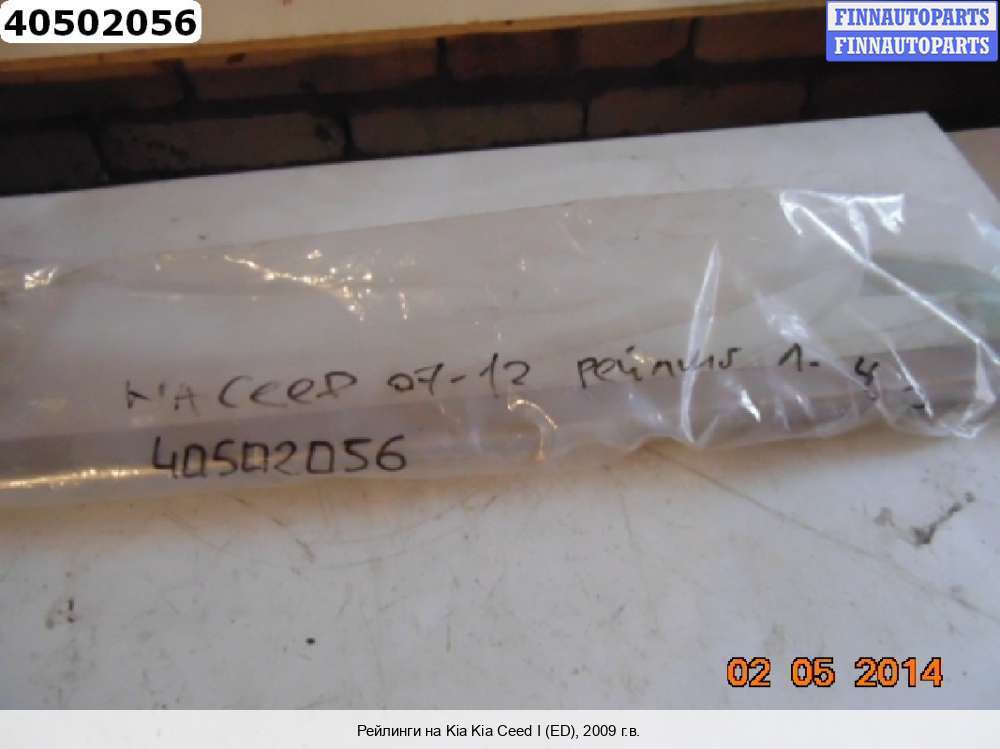 40502056
FINNAUTOPARTS
FINNAUTOPARTS
KIA CEED 07-12 рейлинг 1-
40502056
02 05 2014
Рейлинги на Kia Kia Ceed I (ED), 2009 г.в.